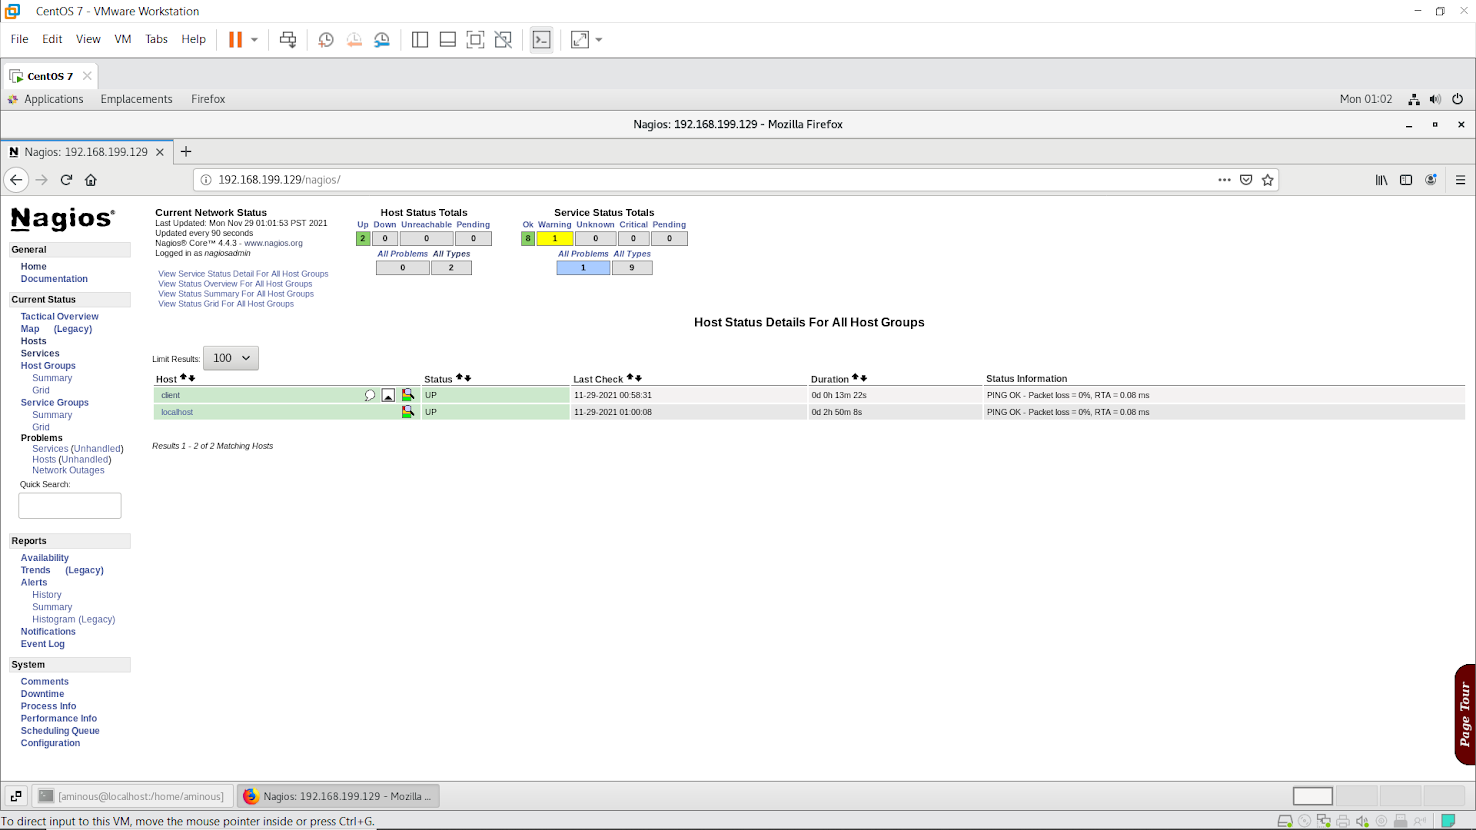 CentOS 7 - VMware Workstation
File Edit View VM Tabs Help
CentOS 7
Applications Emplacements Firefox Mon 01:02
Nagios: 192.168.199.129 - Mozilla Firefox
Nagios: 192.168.199.129
192.168.199.129/nagios/
Nagios®
General
Home
Documentation
Current Status
Tactical Overview
Map (Legacy)
Hosts
Services
Host Groups
Summary
Grid
Service Groups
Summary
Grid
Problems
Services (Unhandled)
Hosts (Unhandled)
Network Outages
Quick Search:
Reports
Availability
Trends (Legacy)
Alerts
History
Summary
Histogram (Legacy)
Notifications
Event Log
System
Comments
Downtime
Process Info
Performance Info
Scheduling Queue
Configuration
Current Network Status
Last Updated: Mon Nov 29 01:01:53 PST 2021
Updated every 90 seconds
Nagios® Core™ 4.4.3 - www.nagios.org
Logged in as nagiosadmin
View Service Status Detail For All Host Groups
View Status Overview For All Host Groups
View Status Summary For All Host Groups
View Status Grid For All Host Groups
Host Status Totals
Up Down Unreachable Pending
2 0 0 0
All Problems All Types
0 2
Service Status Totals
Ok Warning Unknown Critical Pending
8 1 0 0 0
All Problems All Types
1 9
Host Status Details For All Host Groups
Limit Results: 100
Host Status Last Check Duration Status Information
client UP 11-29-2021 00:58:31 0d 0h 13m 22s PING OK - Packet loss = 0%, RTA = 0.08 ms
localhost UP 11-29-2021 01:00:08 0d 2h 50m 8s PING OK - Packet loss = 0%, RTA = 0.08 ms
Results 1 - 2 of 2 Matching Hosts
Page Tour
[aminous@localhost:/home/aminous] Nagios: 192.168.199.129 - Mozilla ...
To direct input to this VM, move the mouse pointer inside or press Ctrl+G.